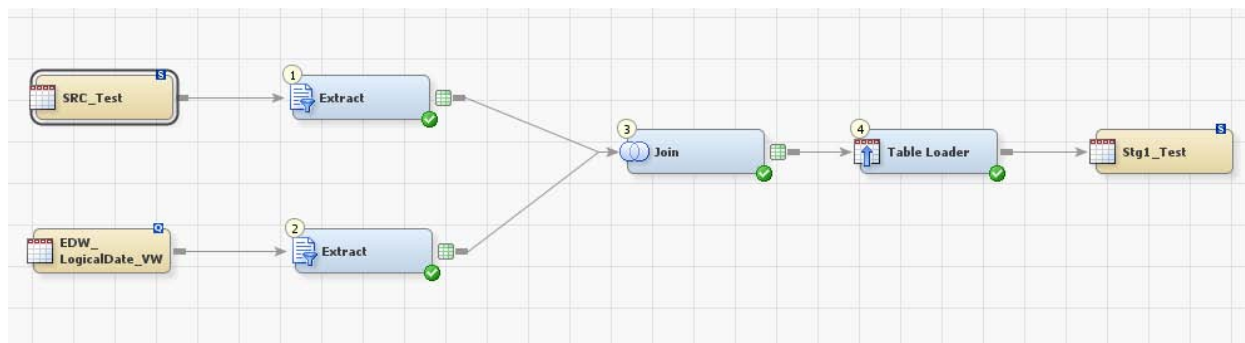 S
SRC_Test
1
Extract
3
Join
4
Table Loader
S
Stg1_Test
Q
EDW_
LogicalDate_VW
2
Extract